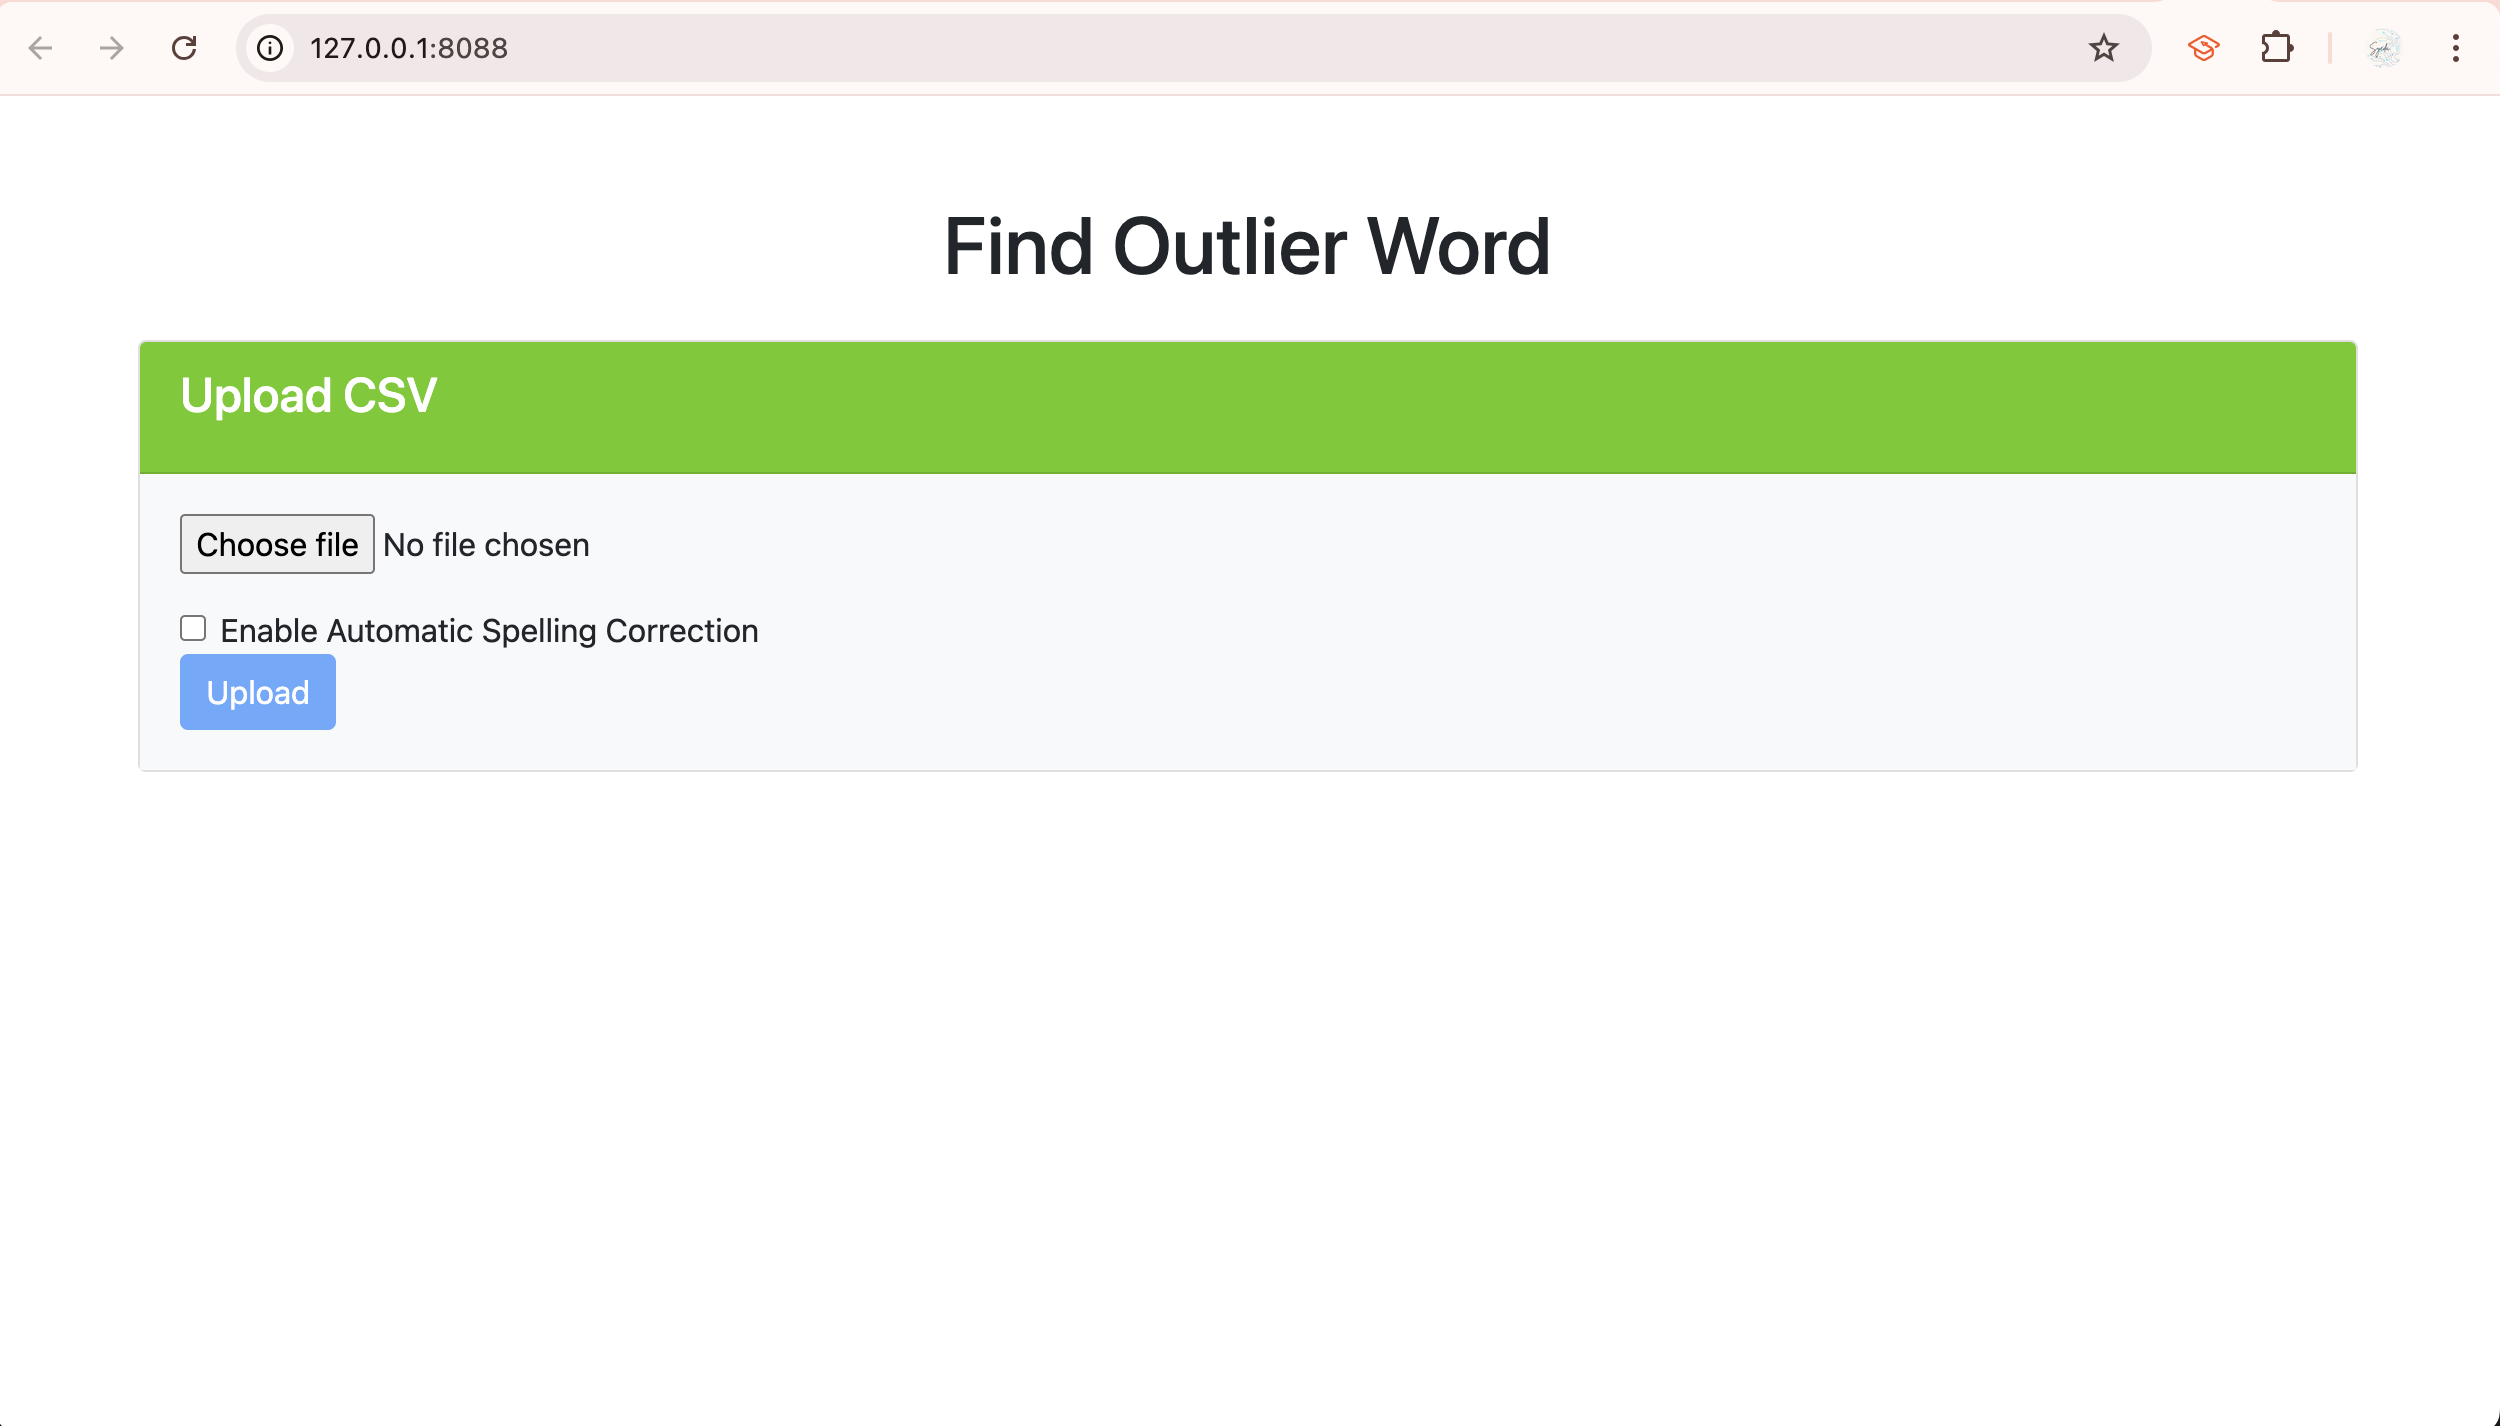 127.0.0.1:8088
Find Outlier Word
Upload CSV
Choose file No file chosen
Enable Automatic Spelling Correction
Upload